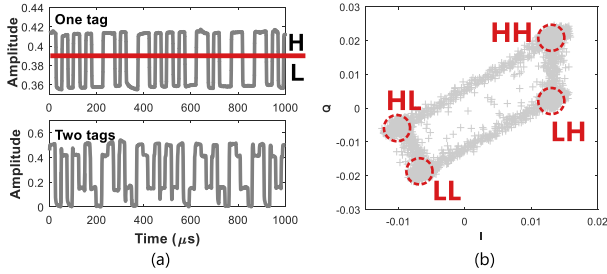 One tag
Amplitude
0.44
0.42
0.4
0.38
0.36
H
L
0 200 400 600 800 1000
Two tags
Amplitude
0.6
0.4
0.2
0
0 200 400 600 800 1000
Time (μs)
(a)
0.03
0.02
0.01
0
-0.01
-0.02
-0.03
Q
HH
HL
LH
LL
-0.01 0 0.01 0.02
I
(b)